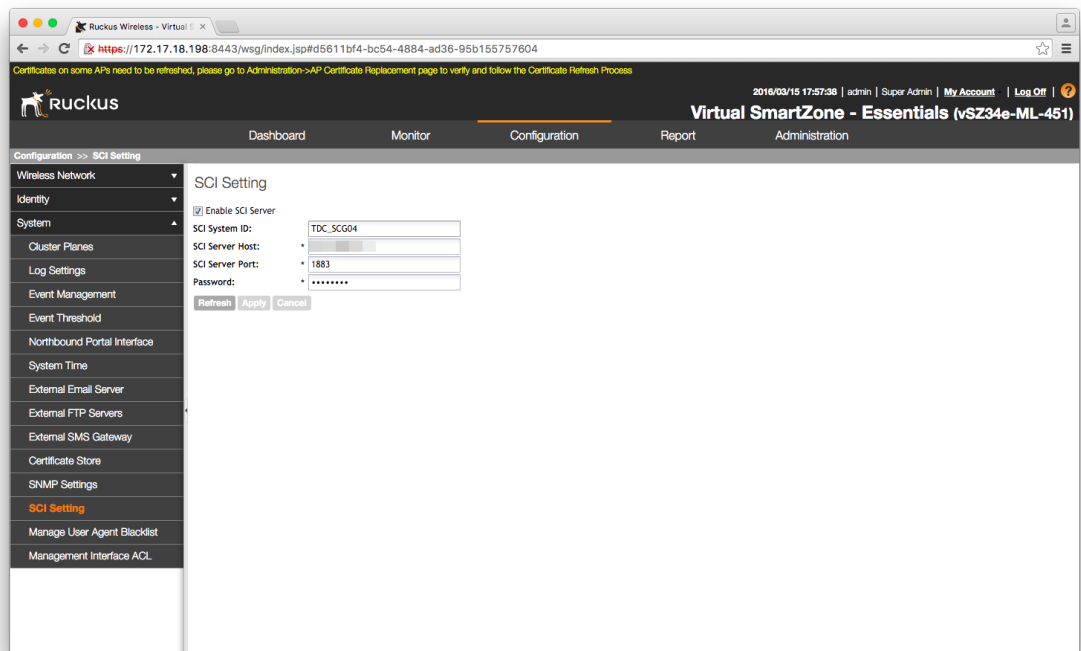 Ruckus Wireless - Virtual S
https://172.17.18.198:8443/wsg/index.jsp#d5611bf4-bc54-4884-ad36-95b155757604
Certificates on some APs need to be refreshed, please go to Administration->AP Certificate Replacement page to verify and follow the Certificate Refresh Process
2016/03/15 17:57:38 | admin | Super Admin | My Account | Log Off | ?
Ruckus
Virtual SmartZone - Essentials (vSZ34e-ML-451)
Dashboard Monitor Configuration Report Administration
Configuration >> SCI Setting
Wireless Network
Identity
System
Cluster Planes
Log Settings
Event Management
Event Threshold
Northbound Portal Interface
System Time
External Email Server
External FTP Servers
External SMS Gateway
Certificate Store
SNMP Settings
SCI Setting
Manage User Agent Blacklist
Management Interface ACL
SCI Setting
Enable SCI Server
SCI System ID: TDC_SCG04
SCI Server Host: *
SCI Server Port: * 1883
Password: * ••••••••
Refresh Apply Cancel